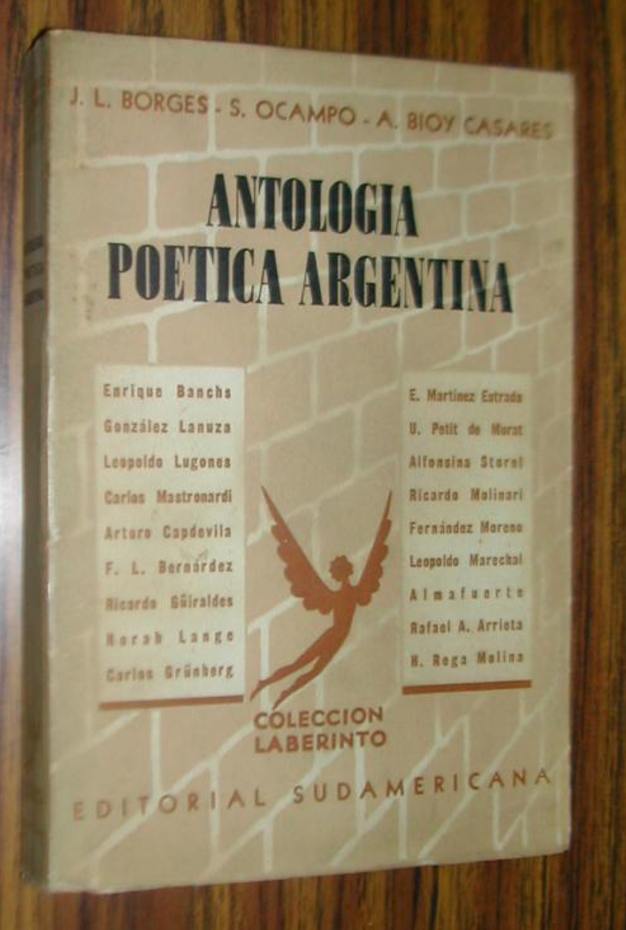 J. L. BORGES - S. OCAMPO - A. BIOY CASARES
ANTOLOGIA
POETICA ARGENTINA
Enrique Banchs
González Lanuza
Leopoldo Lugones
Carlos Mastronardi
Arturo Capdevila
F. L. Bernárdez
Ricardo Güiraldes
Norah Lange
Carlos Grünberg
E. Martínez Estrada
U. Petit de Murat
Alfonsina Storni
Ricardo Molinari
Fernández Moreno
Leopoldo Marechal
Almafuerte
Rafael A. Arrieta
H. Rega Molina
COLECCION
LABERINTO
EDITORIAL SUDAMERICANA